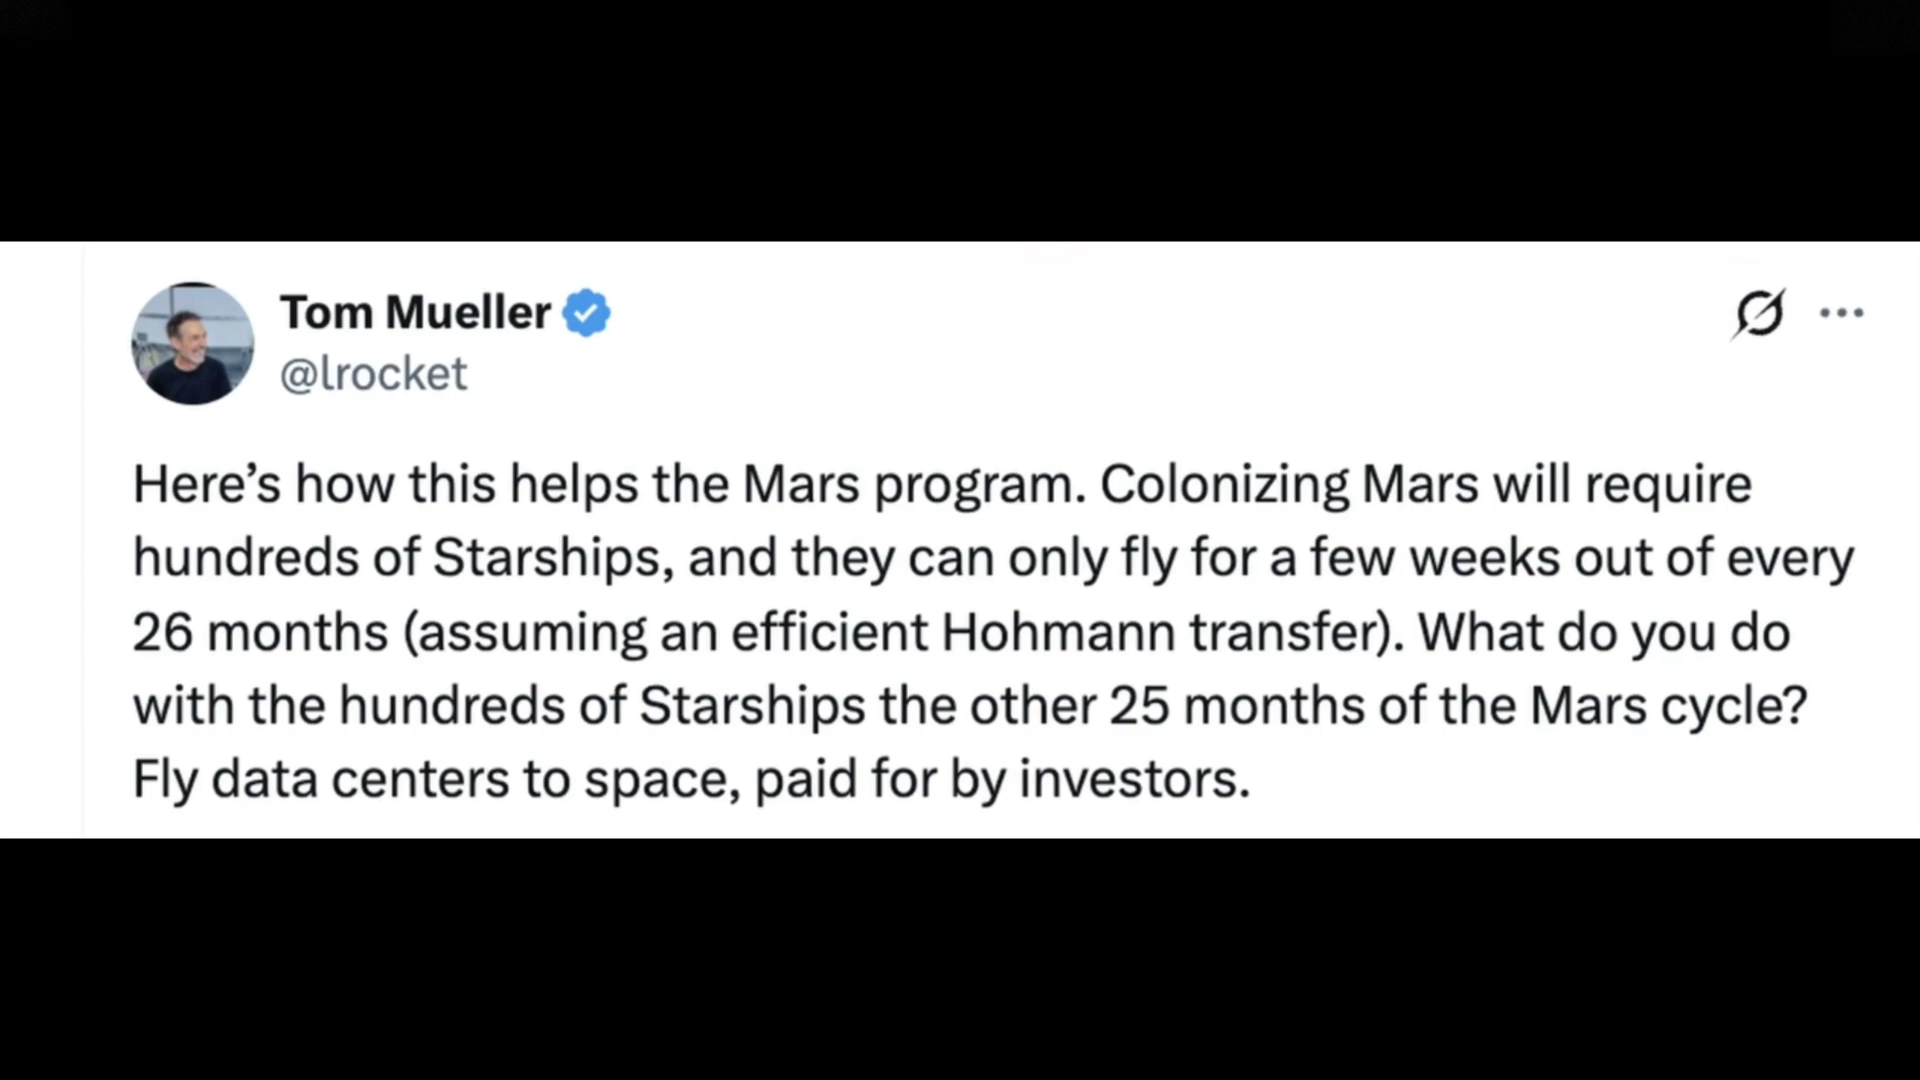 Tom Mueller
@lrocket
Here’s how this helps the Mars program. Colonizing Mars will require
hundreds of Starships, and they can only fly for a few weeks out of every
26 months (assuming an efficient Hohmann transfer). What do you do
with the hundreds of Starships the other 25 months of the Mars cycle?
Fly data centers to space, paid for by investors.